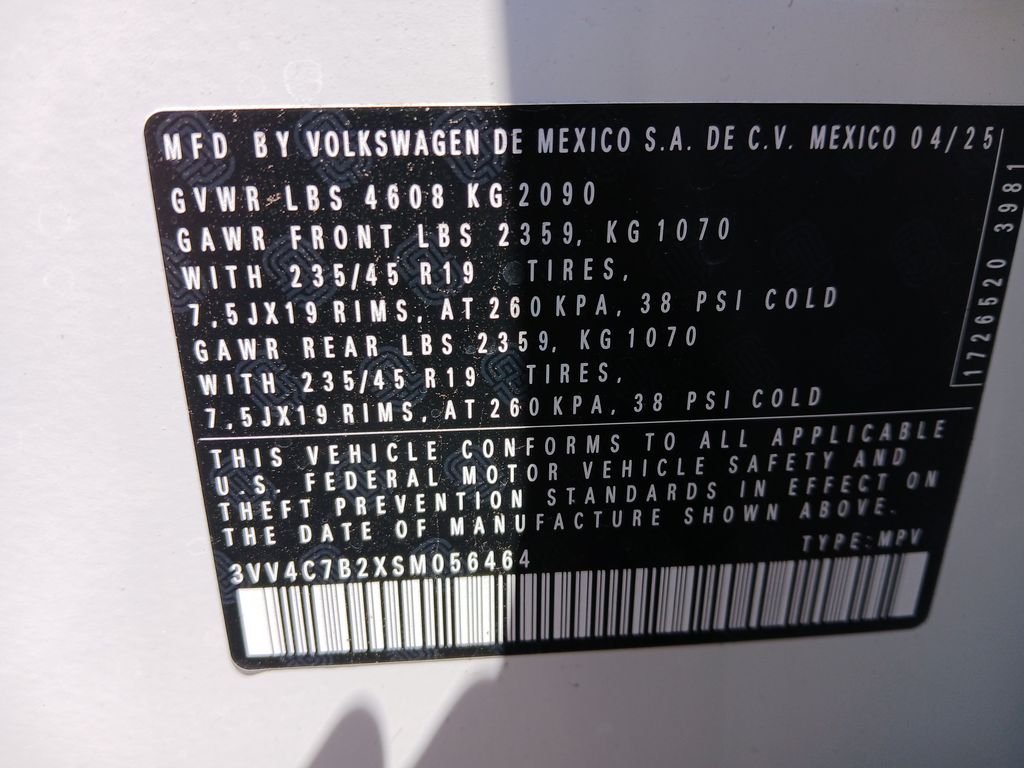 MFD BY VOLKSWAGEN DE MEXICO S.A. DE C.V. MEXICO 04/25
GVWR LBS 4608 KG 2090
GAWR FRONT LBS 2359, KG 1070
WITH 235/45 R19 TIRES,
7,5JX19 RIMS, AT 260 KPA, 38 PSI COLD
GAWR REAR LBS 2359, KG 1070
WITH 235/45 R19 TIRES,
7,5JX19 RIMS, AT 260 KPA, 38 PSI COLD
1726520 3981
THIS VEHICLE CONFORMS TO ALL APPLICABLE
U.S. FEDERAL MOTOR VEHICLE SAFETY AND
THEFT PREVENTION STANDARDS IN EFFECT ON
THE DATE OF MANUFACTURE SHOWN ABOVE.
TYPE: MPV
3VV4C7B2XSM056464